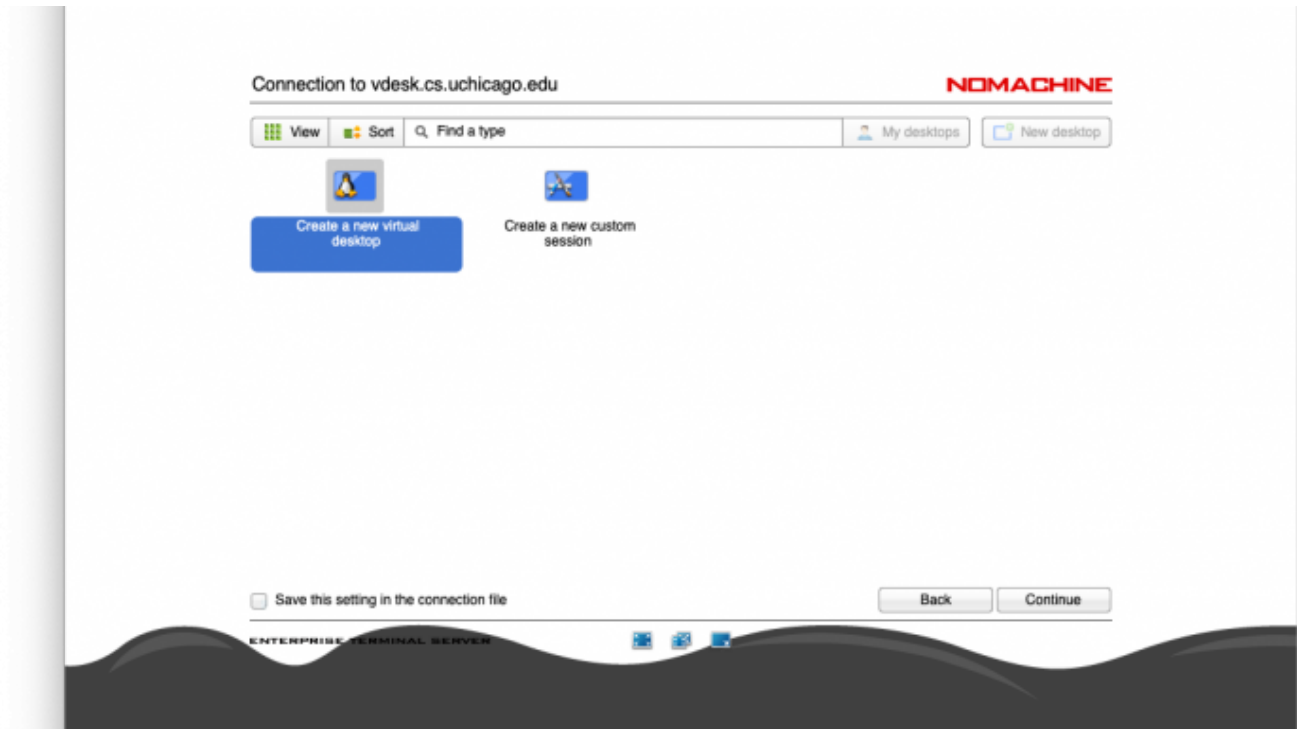 Connection to vdesk.cs.uchicago.edu
NOMACHINE
View
Sort
Find a type
My desktops
New desktop
Create a new virtual
desktop
Create a new custom
session
Save this setting in the connection file
Back
Continue
ENTERPRISE TERMINAL SERVER